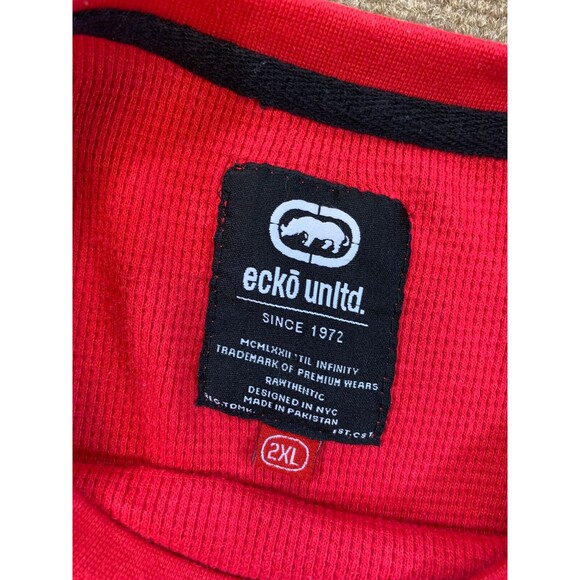 eckō unltd.
SINCE 1972
MCMLXXII 'TIL INFINITY
TRADEMARK OF PREMIUM WEARS
RAWTHENTIC
DESIGNED IN NYC
MADE IN PAKISTAN
2XL